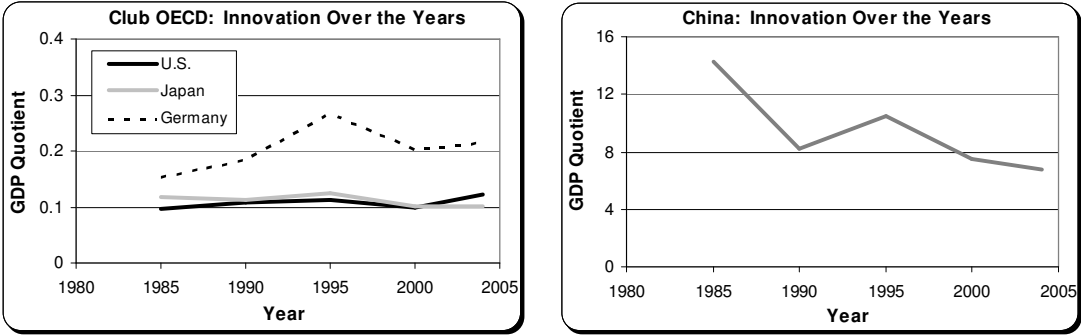 Club OECD: Innovation Over the Years
GDP Quotient
0.4
0.3
0.2
0.1
0
U.S.
Japan
Germany
1980 1985 1990 1995 2000 2005
Year
China: Innovation Over the Years
GDP Quotient
16
12
8
4
0
1980 1985 1990 1995 2000 2005
Year